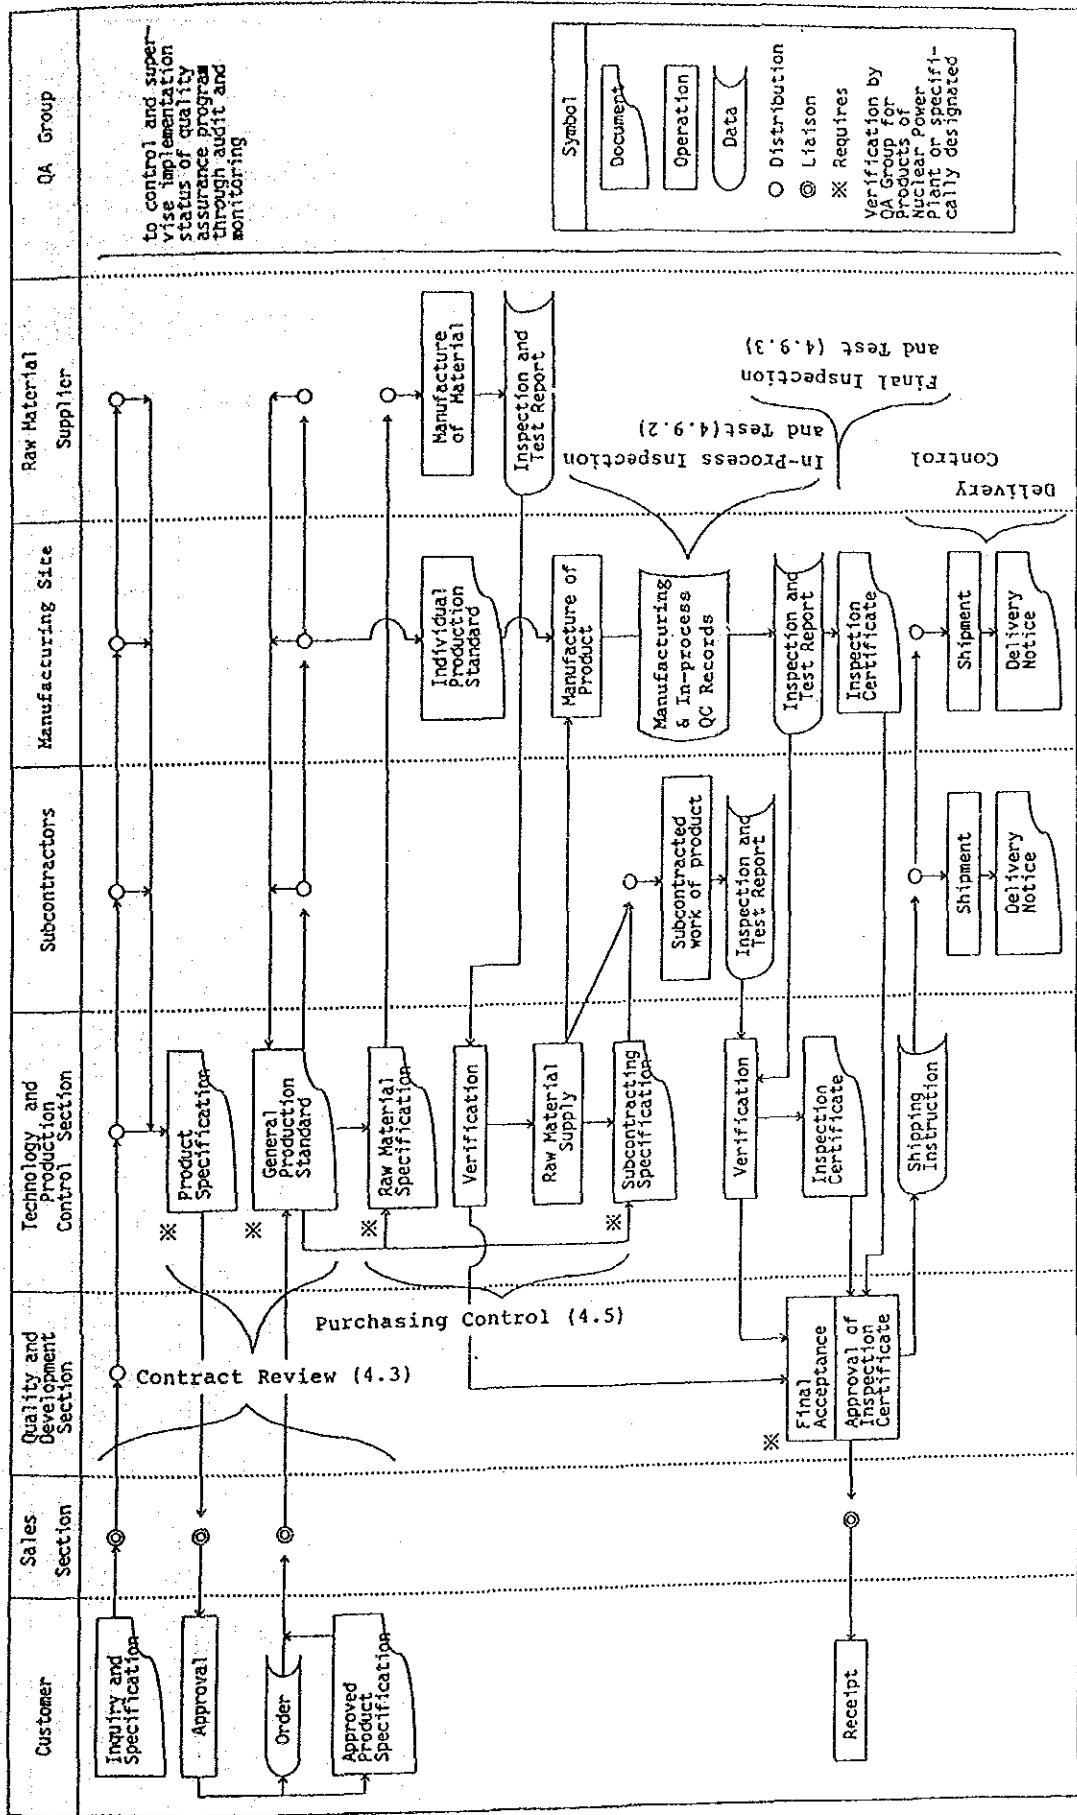 Customer
Sales
Section
Quality and
Development
Section
Technology and
Production
Control Section
Subcontractors
Manufacturing Site
Raw Material
Supplier
QA Group
Inquiry and
Specification
Approval
Order
Approved
Product
Specification
Receipt
Contract Review (4.3)
Purchasing Control (4.5)
※
Final
Acceptance
Approval of
Inspection
Certificate
※
Product
Specification
※
General
Production
Standard
※
Raw Material
Specification
Verification
Raw Material
Supply
※
Subcontracting
Specification
Verification
Inspection
Certificate
Shipping
Instruction
Subcontracted
work of product
Inspection and
Test Report
Shipment
Delivery
Notice
Individual
Production
Standard
Manufacture of
Product
Manufacturing
& In-process
QC Records
Inspection and
Test Report
Inspection
Certificate
Shipment
Delivery
Notice
Manufacture
of Material
Inspection and
Test Report
In-Process Inspection
and Test(4.9.2)
Final Inspection
and Test (4.9.3)
Delivery
Control
to control and super-
vise implementation
status of quality
assurance program
through audit and
monitoring
Symbol
Document
Operation
Data
○ Distribution
◎ Liaison
※ Requires
Verification by
QA Group for
Products of
Nuclear Power
Plant or specifi-
cally designated